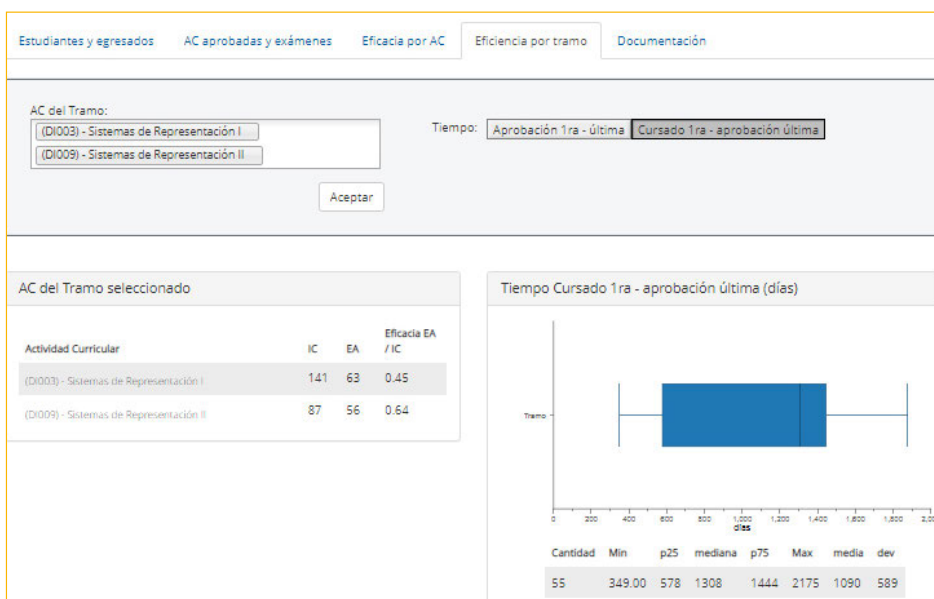 Estudiantes y egresados AC aprobadas y exámenes Eficacia por AC Eficiencia por tramo Documentación
AC del Tramo:
(DI003) - Sistemas de Representación I
(DI009) - Sistemas de Representación II
Tiempo: Aprobación 1ra - última Cursado 1ra - aprobación última
Aceptar
AC del Tramo seleccionado
Actividad Curricular IC EA Eficacia EA / IC
(DI003) - Sistemas de Representación I 141 63 0.45
(DI009) - Sistemas de Representación II 87 56 0.64
Tiempo Cursado 1ra - aprobación última (días)
Tramo
0 200 400 600 800 1,000 1,200 1,400 1,600 1,800 2,00
días
Cantidad Min p25 mediana p75 Max media dev
55 349.00 578 1308 1444 2175 1090 589